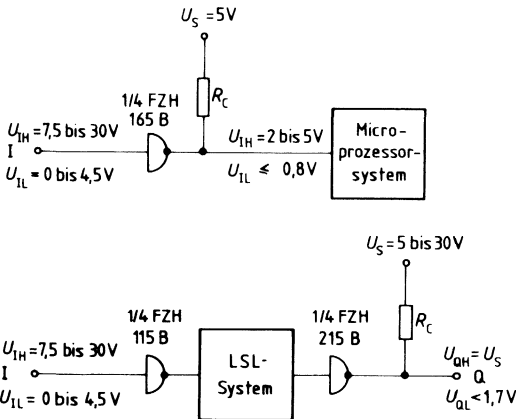 U_S = 5V
R_C
1/4 FZH
165 B
U_IH = 7,5 bis 30V
I
U_IL = 0 bis 4,5V
U_IH = 2 bis 5V
U_IL ≤ 0,8V
Micro-
prozessor-
system
U_S = 5 bis 30V
R_C
1/4 FZH
115 B
1/4 FZH
215 B
U_IH = 7,5 bis 30V
I
U_IL = 0 bis 4,5V
LSL-
System
U_QH = U_S
Q
U_QL < 1,7V